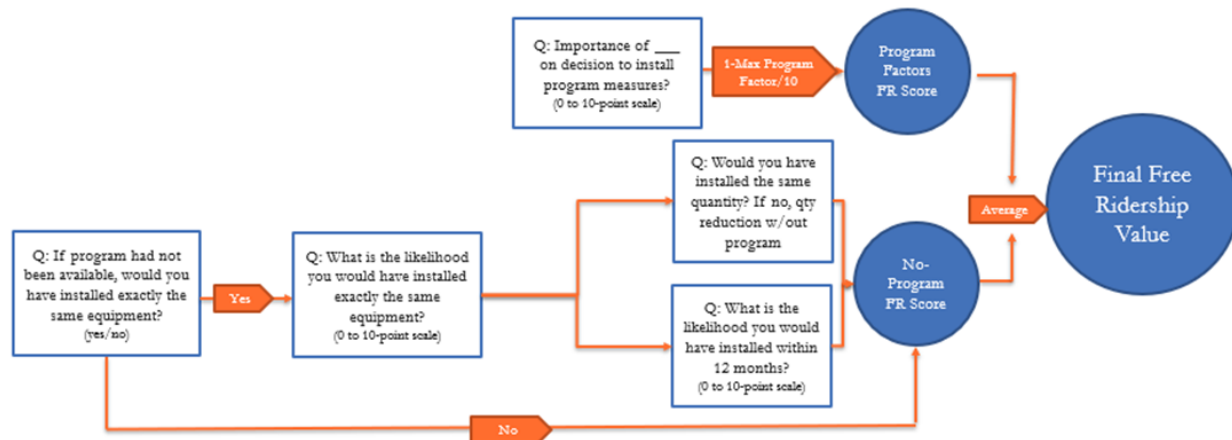 Q: Importance of ___
on decision to install
program measures?
(0 to 10-point scale)
1-Max Program
Factor/10
Program
Factors
FR Score
Q: Would you have
installed the same
quantity? If no, qty
reduction w/out
program
Final Free
Ridership
Value
Average
Q: If program had not
been available, would you
have installed exactly the
same equipment?
(yes/no)
Yes
Q: What is the likelihood
you would have installed
exactly the same
equipment?
(0 to 10-point scale)
No-
Program
FR Score
Q: What is the
likelihood you would
have installed within
12 months?
(0 to 10-point scale)
No